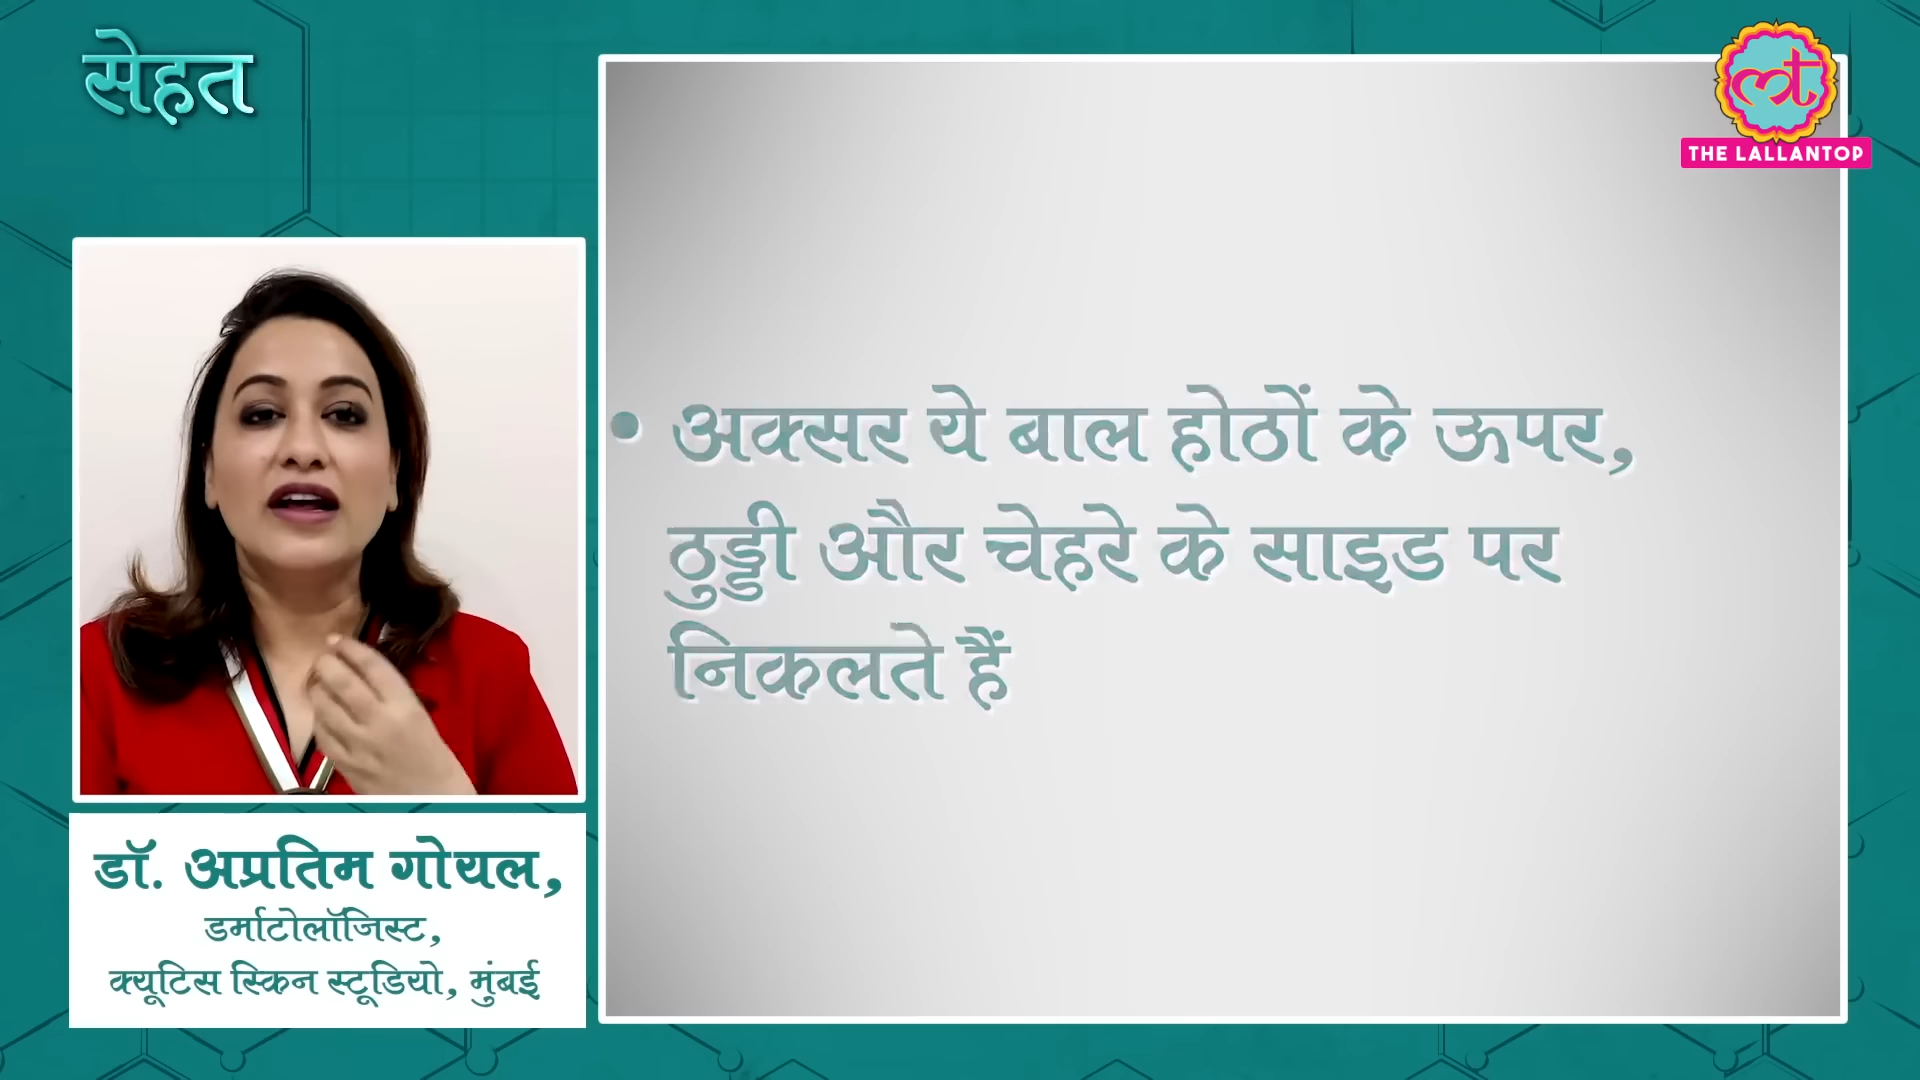 सेहत
THE LALLANTOP
• अक्सर ये बाल होठों के ऊपर,
ठुड्डी और चेहरे के साइड पर
निकलते हैं
डॉ. अप्रतिम गोयल,
डर्माटोलॉजिस्ट,
क्यूटिस स्किन स्टूडियो, मुंबई